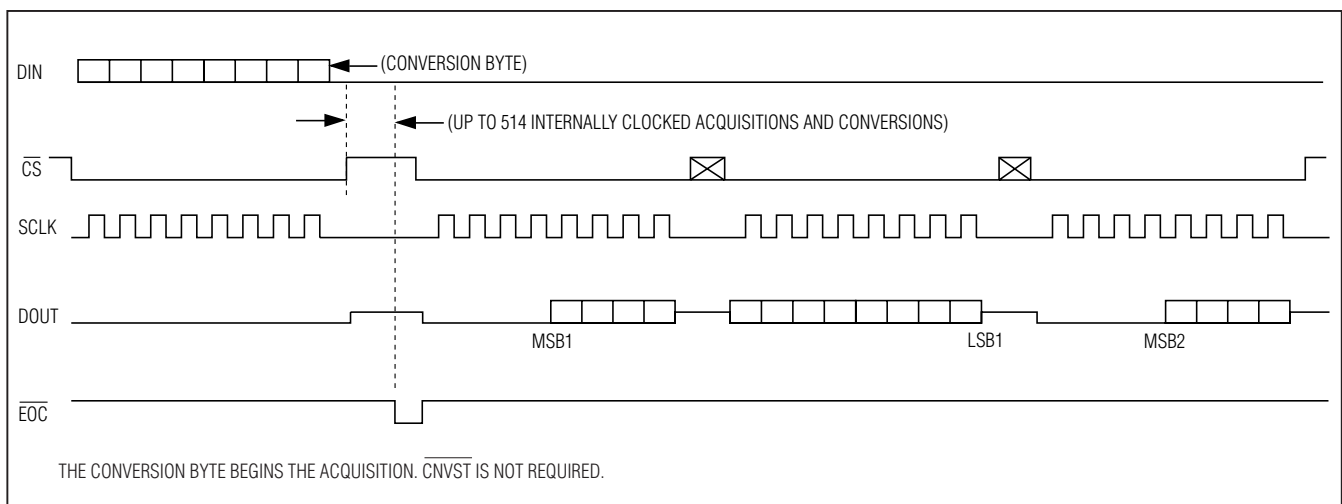 DIN
(CONVERSION BYTE)
(UP TO 514 INTERNALLY CLOCKED ACQUISITIONS AND CONVERSIONS)
CS
SCLK
DOUT
MSB1
LSB1
MSB2
EOC
THE CONVERSION BYTE BEGINS THE ACQUISITION. CNVST IS NOT REQUIRED.